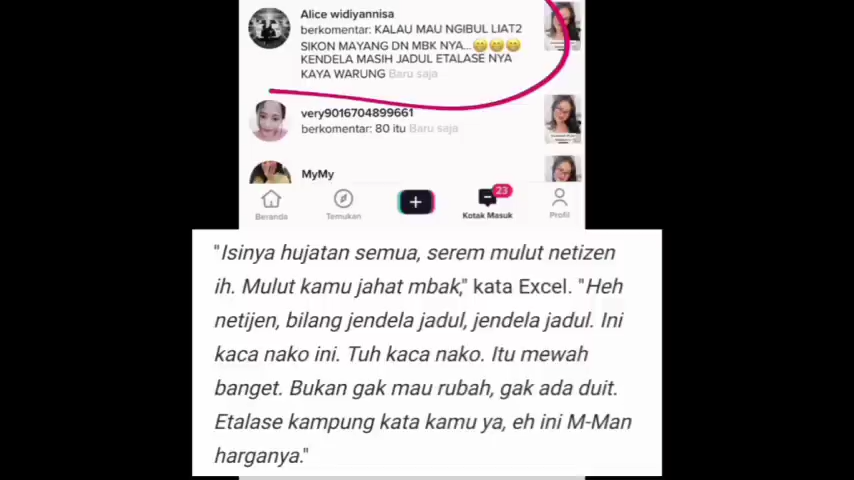 Alice widiyannisa
berkomentar: KALAU MAU NGIBUL LIAT2
SIKON MAYANG DN MBK NYA...😁😁😁
KENDELA MASIH JADUL ETALASE NYA
KAYA WARUNG Baru saja
very9016704899661
berkomentar: 80 itu Baru saja
MyMy
23
Beranda
Temukan
Kotak Masuk
Profil
"Isinya hujatan semua, serem mulut netizen
ih. Mulut kamu jahat mbak," kata Excel. "Heh
netijen, bilang jendela jadul, jendela jadul. Ini
kaca nako ini. Tuh kaca nako. Itu mewah
banget. Bukan gak mau rubah, gak ada duit.
Etalase kampung kata kamu ya, eh ini M-Man
harganya."